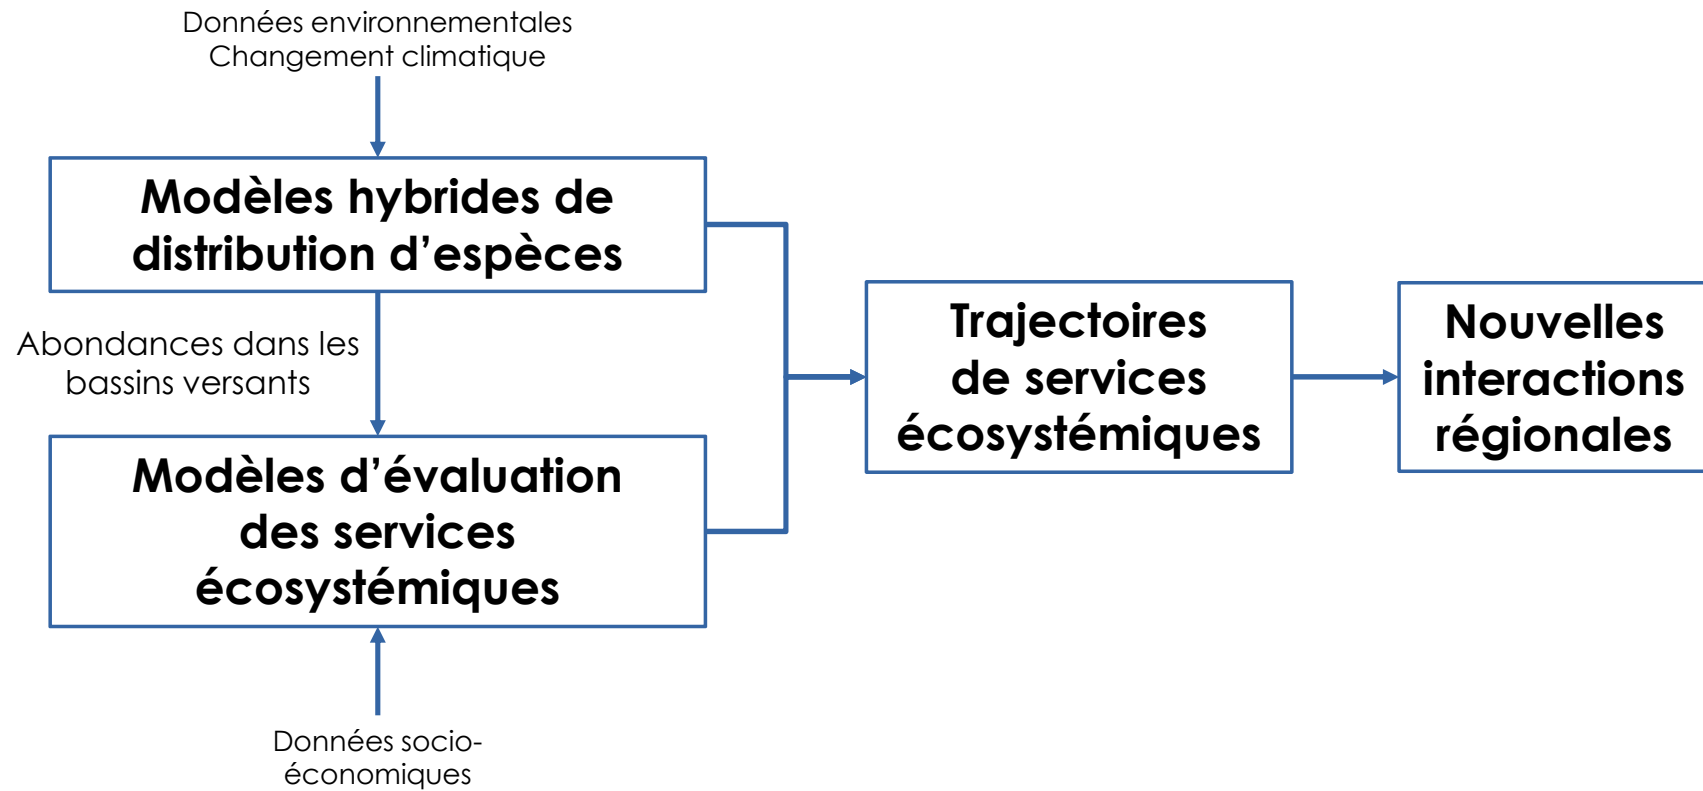 Données environnementales
Changement climatique
Modèles hybrides de
distribution d’espèces
Abondances dans les
bassins versants
Modèles d’évaluation
des services
écosystémiques
Données socio-
économiques
Trajectoires
de services
écosystémiques
Nouvelles
interactions
régionales